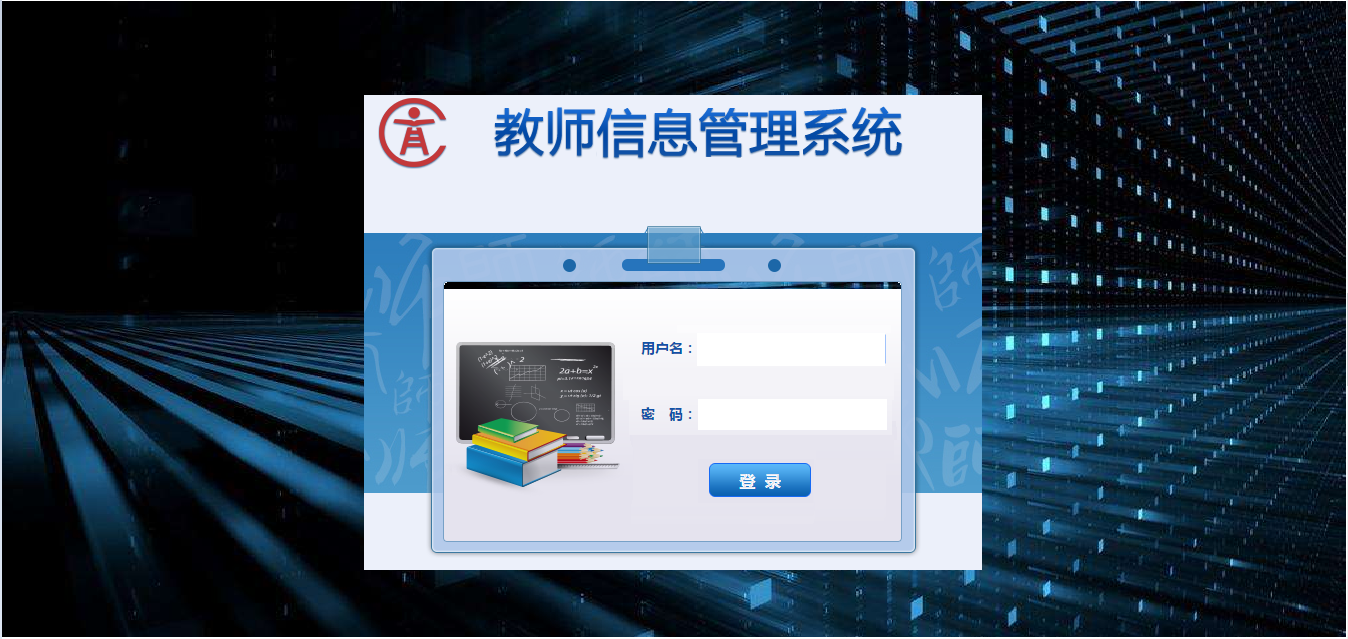 教师信息管理系统
2a+b=x
用户名：
密 码：
登 录